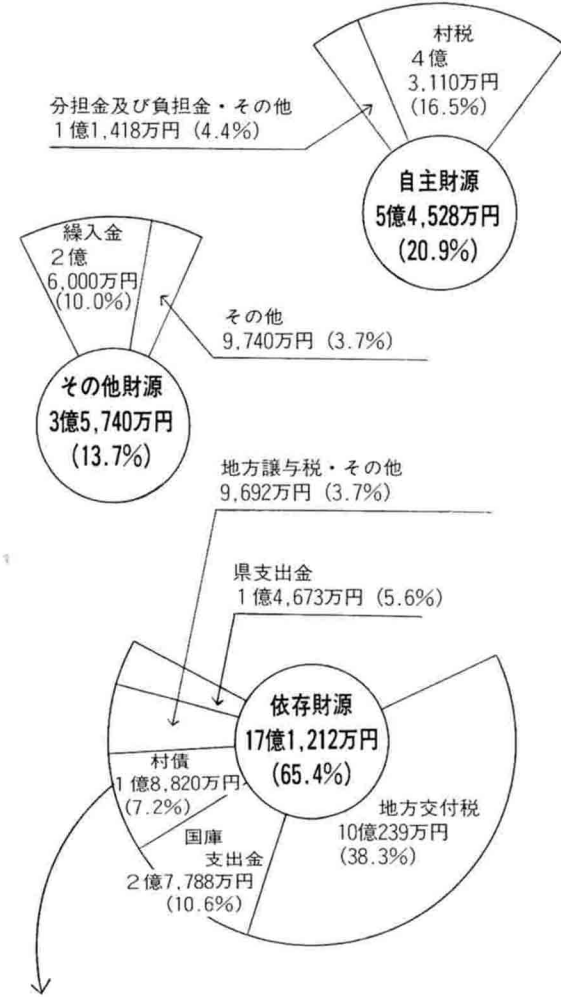 村税
4億
3,110万円
(16.5%)
分担金及び負担金・その他
1億1,418万円 (4.4%)
自主財源
5億4,528万円
(20.9%)
繰入金
2億
6,000万円
(10.0%)
その他
9,740万円 (3.7%)
その他財源
3億5,740万円
(13.7%)
地方譲与税・その他
9,692万円 (3.7%)
県支出金
1億4,673万円 (5.6%)
依存財源
17億1,212万円
(65.4%)
村債
1億8,820万円
(7.2%)
地方交付税
10億239万円
(38.3%)
国庫
支出金
2億7,788万円
(10.6%)